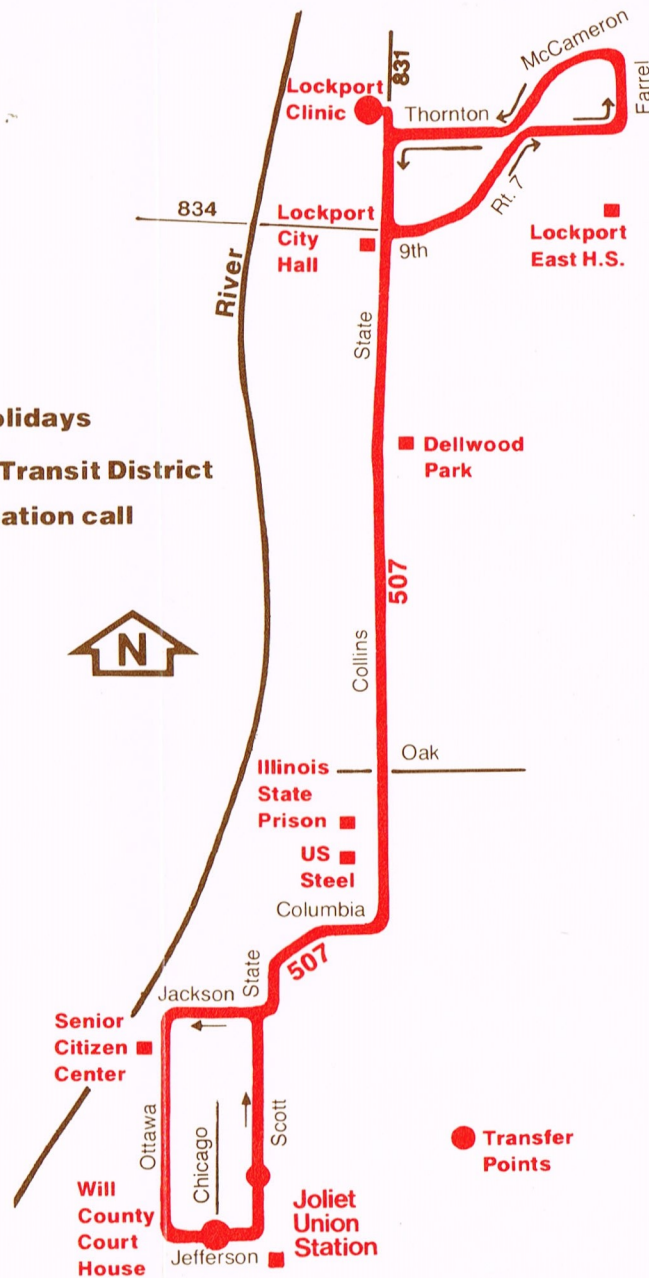 McCameron
Farrel
831
Lockport
Clinic
Thornton
Rt. 7
834
Lockport
City
Hall
9th
Lockport
East H.S.
River
State
olidays
Transit District
ation call
Dellwood
Park
507
N
Collins
Oak
Illinois
State
Prison
US
Steel
Columbia
507
State
Jackson
Senior
Citizen
Center
Ottawa
Chicago
Scott
Transfer
Points
Will
County
Court
House
Joliet
Union
Station
Jefferson